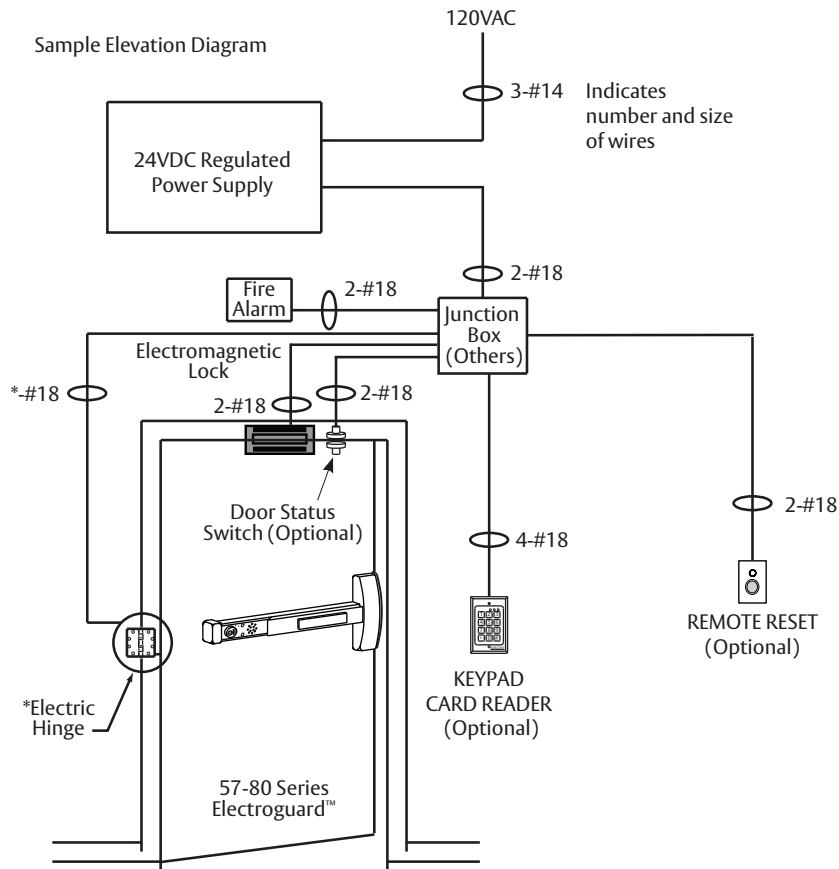 120VAC
Sample Elevation Diagram
3-#14
Indicates
number and size
of wires
24VDC Regulated
Power Supply
2-#18
Fire
Alarm
2-#18
Junction
Box
(Others)
Electromagnetic
Lock
*-#18
2-#18
2-#18
Door Status
Switch (Optional)
2-#18
4-#18
REMOTE RESET
(Optional)
KEYPAD
CARD READER
(Optional)
*Electric
Hinge
57-80 Series
Electroguard™